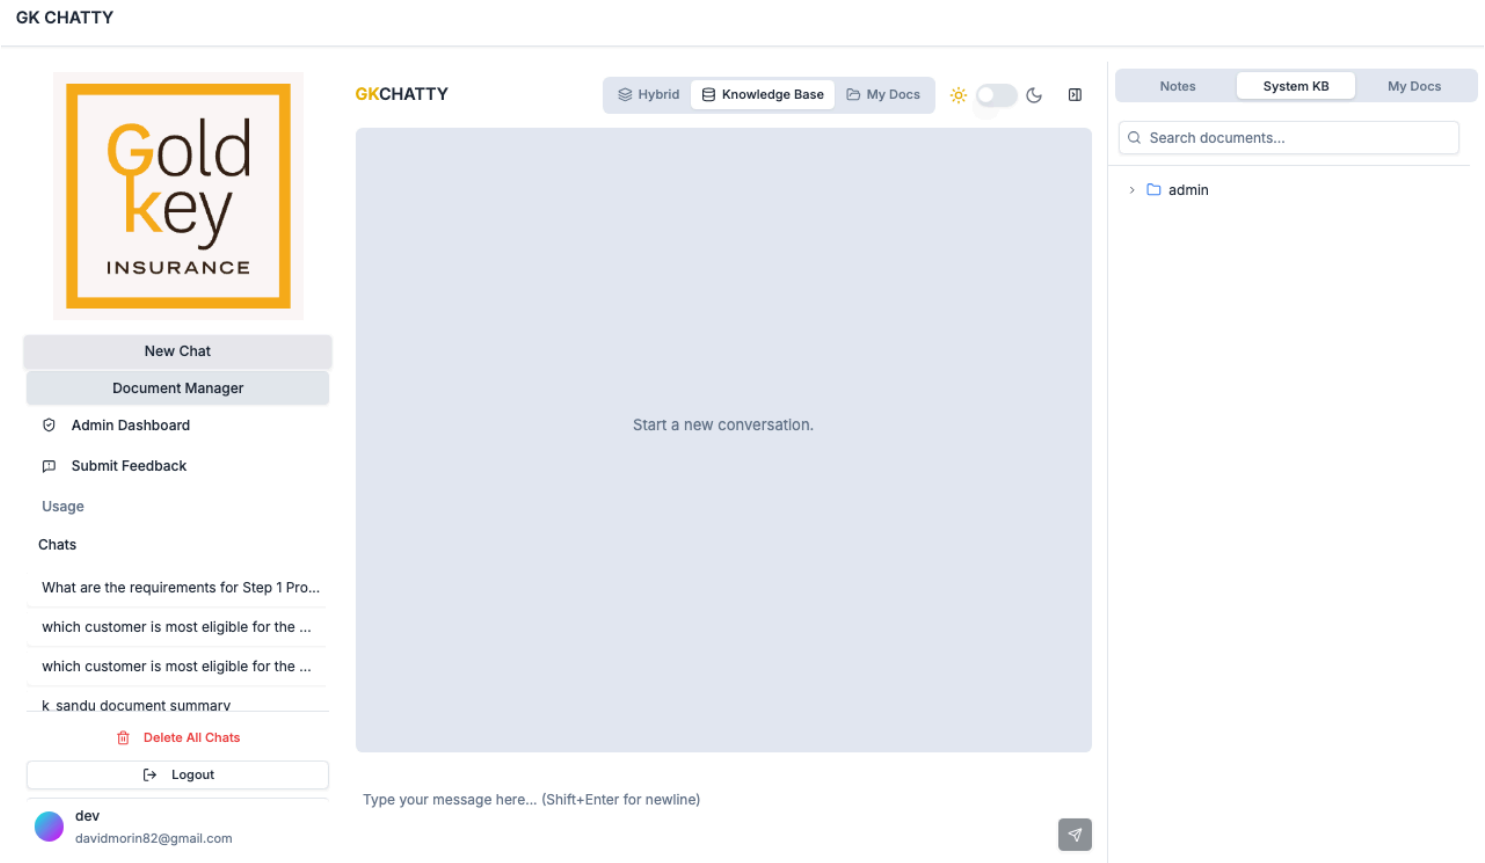 GK CHATTY
Gold
key
INSURANCE
New Chat
Document Manager
Admin Dashboard
Submit Feedback
Usage
Chats
What are the requirements for Step 1 Pro...
which customer is most eligible for the ...
which customer is most eligible for the ...
k sandu document summary
Delete All Chats
Logout
dev
davidmorin82@gmail.com
GKCHATTY
Hybrid
Knowledge Base
My Docs
Start a new conversation.
Type your message here... (Shift+Enter for newline)
Notes
System KB
My Docs
Search documents...
admin